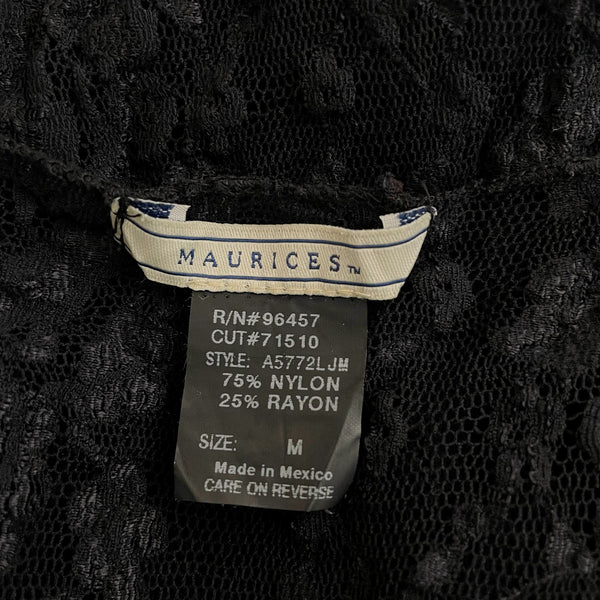 MAURICES™
R/N#96457
CUT#71510
STYLE: A5772LJM
75% NYLON
25% RAYON
SIZE: M
Made in Mexico
CARE ON REVERSE